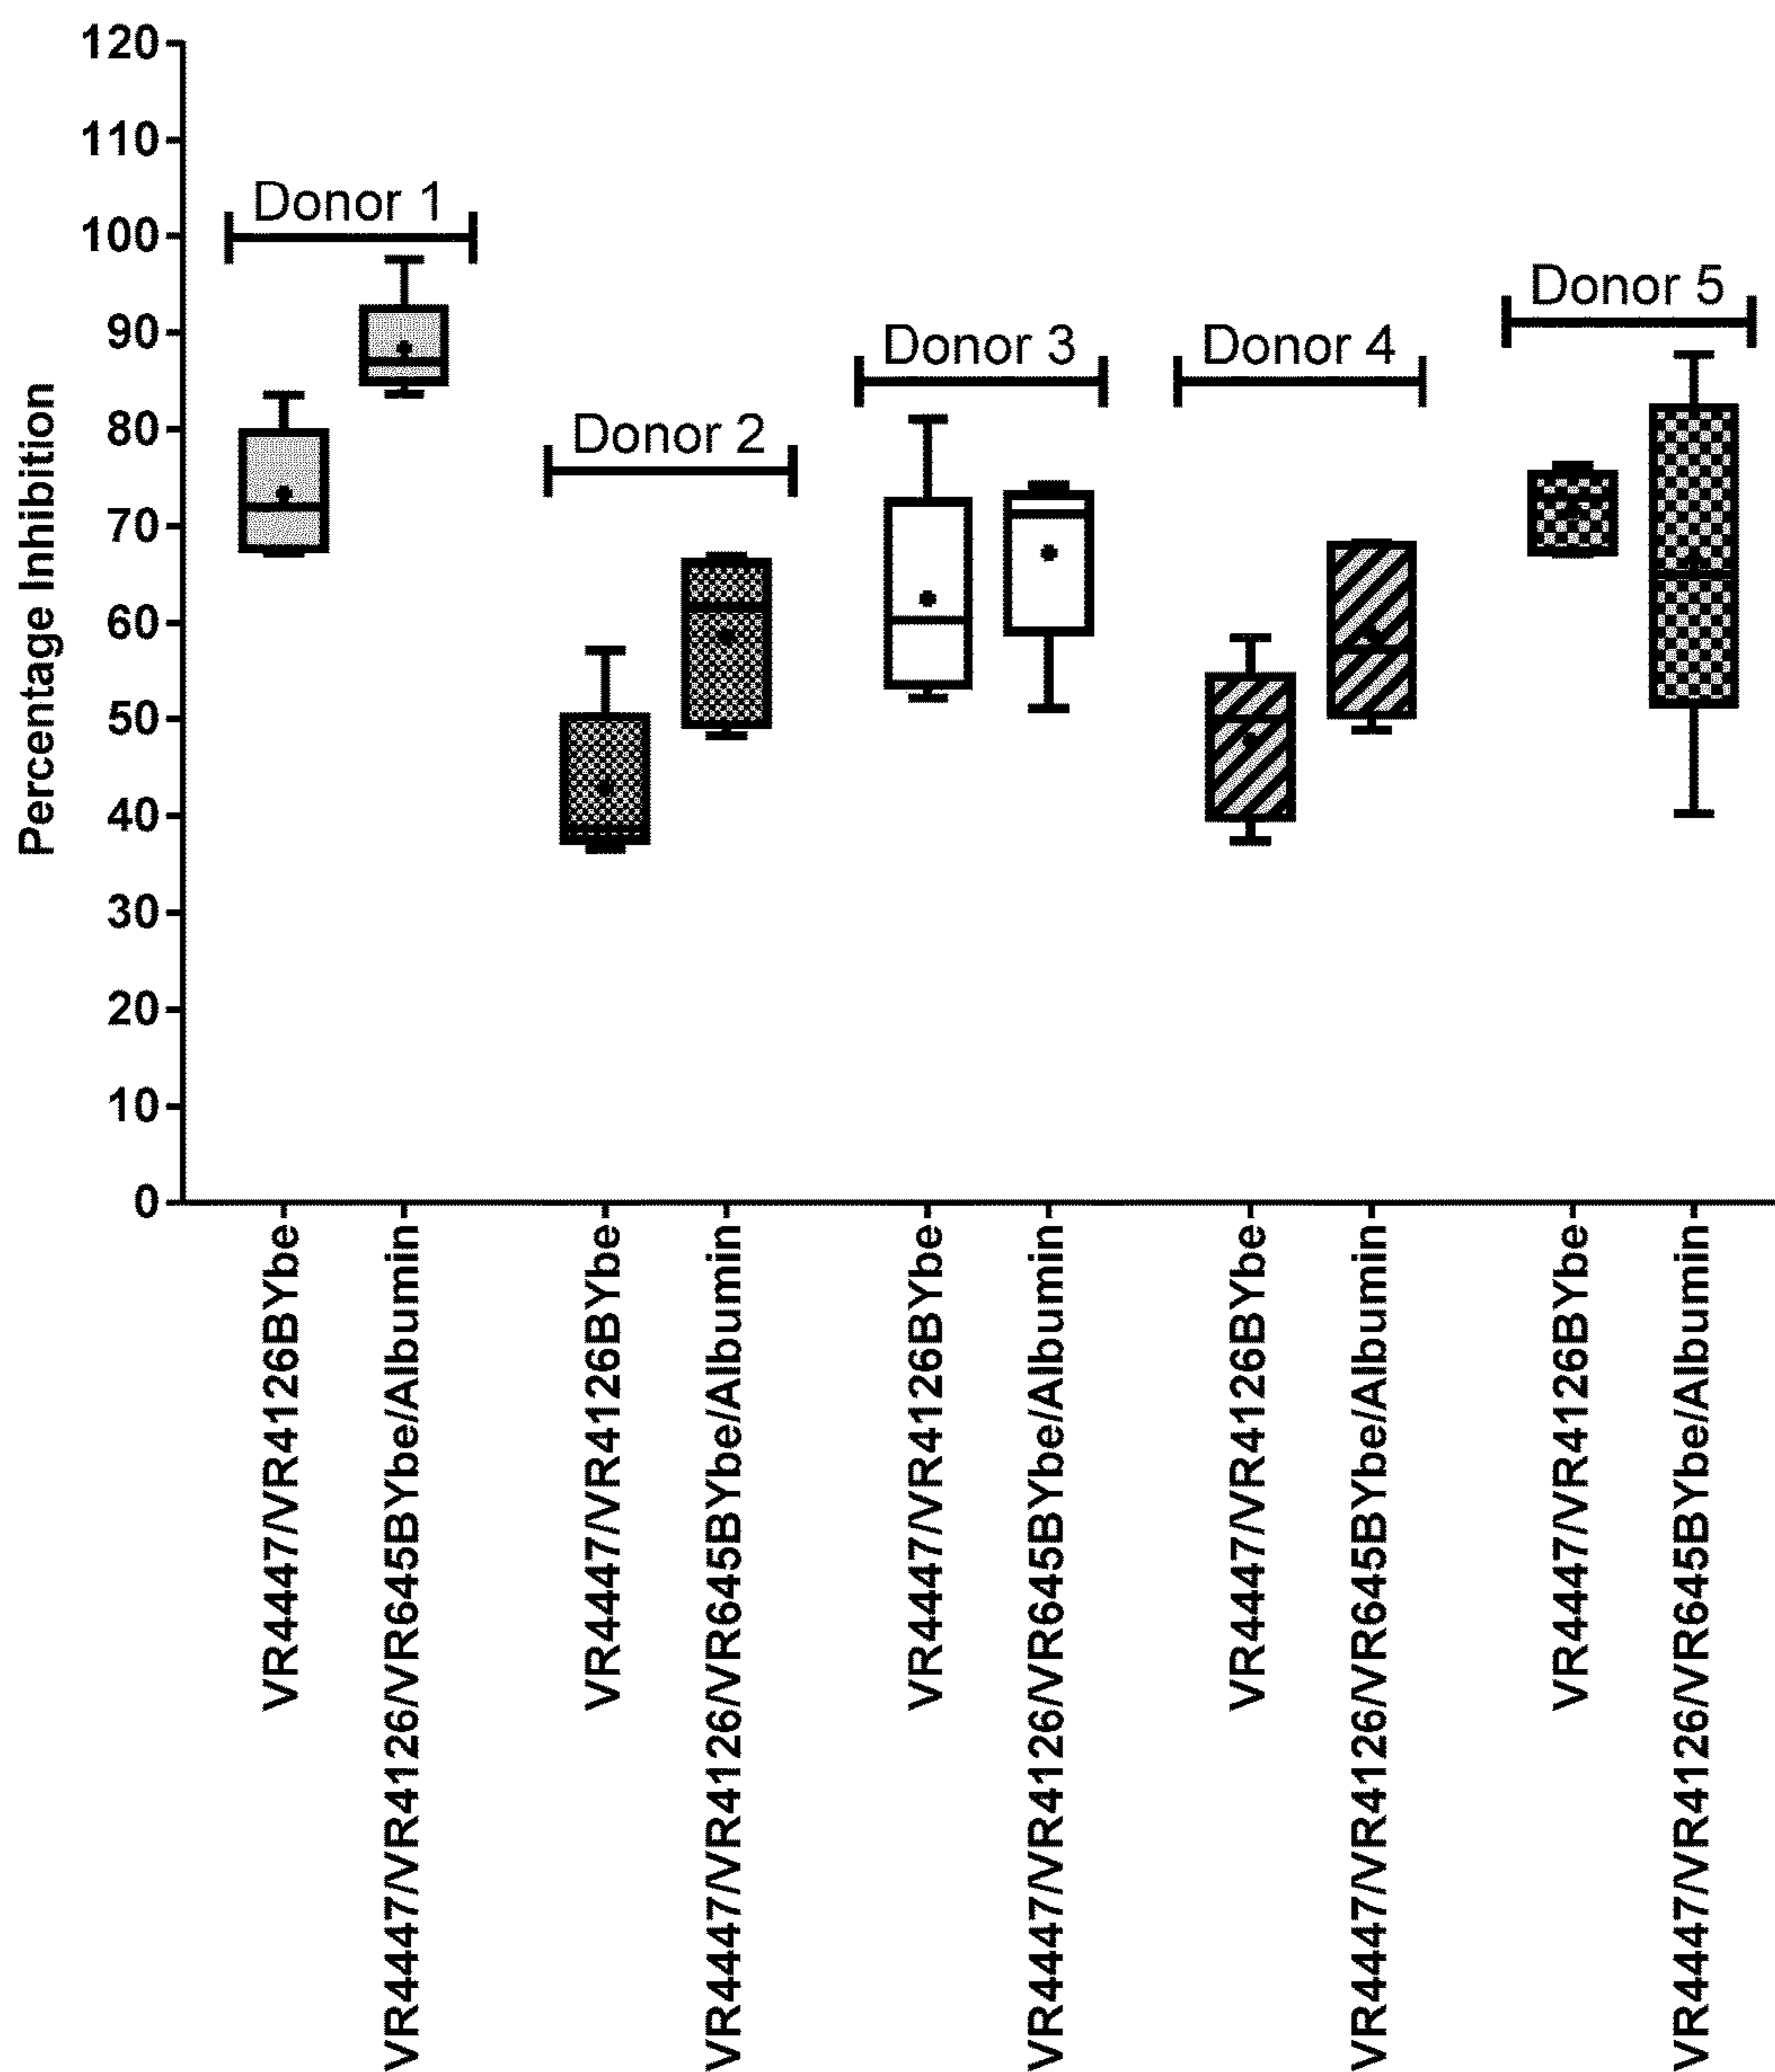 Percentage Inhibition
120
110
100
90
80
70
60
50
40
30
20
10
0
Donor 1
Donor 2
Donor 3
Donor 4
Donor 5
VR4447/VR4126BYbe
VR4447/VR4126/VR645BYbe/Albumin
VR4447/VR4126BYbe
VR4447/VR4126/VR645BYbe/Albumin
VR4447/VR4126BYbe
VR4447/VR4126/VR645BYbe/Albumin
VR4447/VR4126BYbe
VR4447/VR4126/VR645BYbe/Albumin
VR4447/VR4126BYbe
VR4447/VR4126/VR645BYbe/Albumin